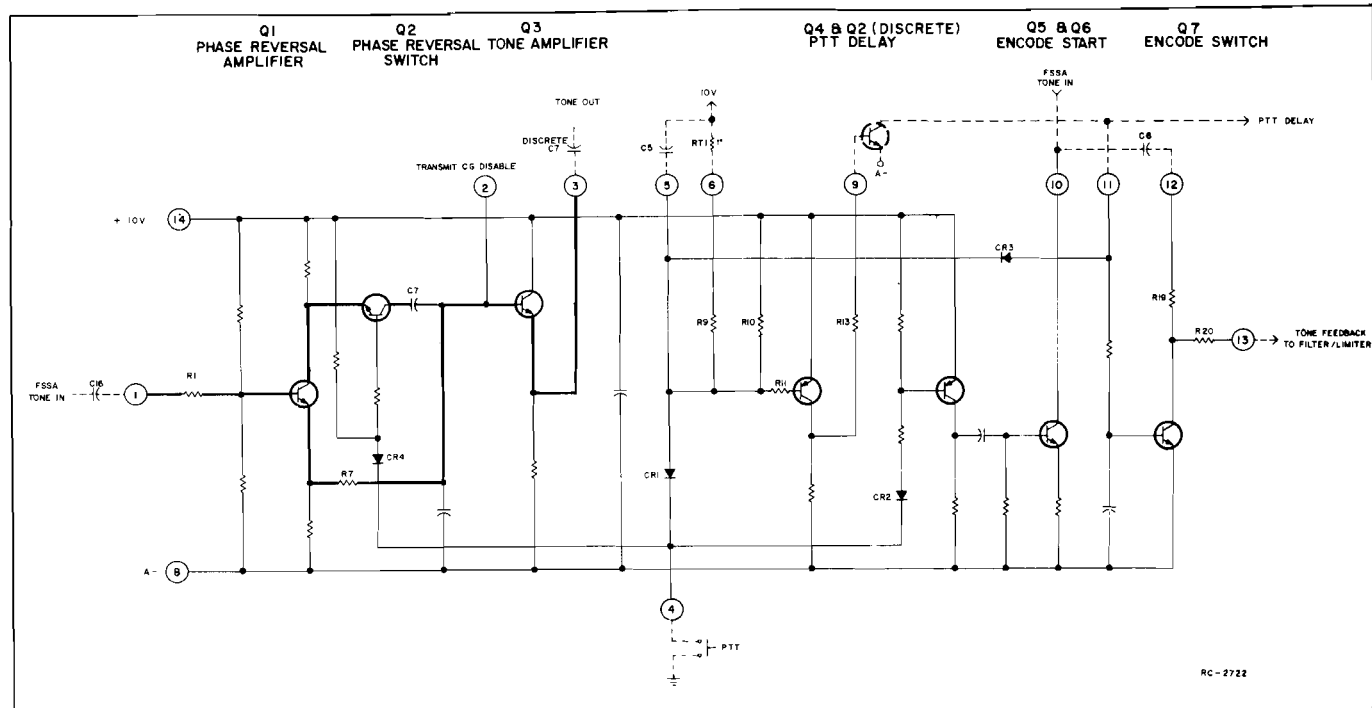 Q1
PHASE REVERSAL
AMPLIFIER
Q2
PHASE REVERSAL
SWITCH
Q3
TONE AMPLIFIER
Q4 & Q2 (DISCRETE)
PTT DELAY
Q5 & Q6
ENCODE START
Q7
ENCODE SWITCH
FSSA
TONE IN
10V
TONE OUT
DISCRETE
C7
C5
RT1
PTT DELAY
C6
A-
TRANSMIT CG DISABLE
2
3
5
6
9
10
11
12
+ 10V
14
CR3
C7
R9
R10
R13
R19
R20
13
TONE FEEDBACK
TO FILTER/LIMITER
FSSA
TONE IN
C16
1
R1
R11
CR4
R7
CR1
CR2
A-
8
4
PTT
RC-2722